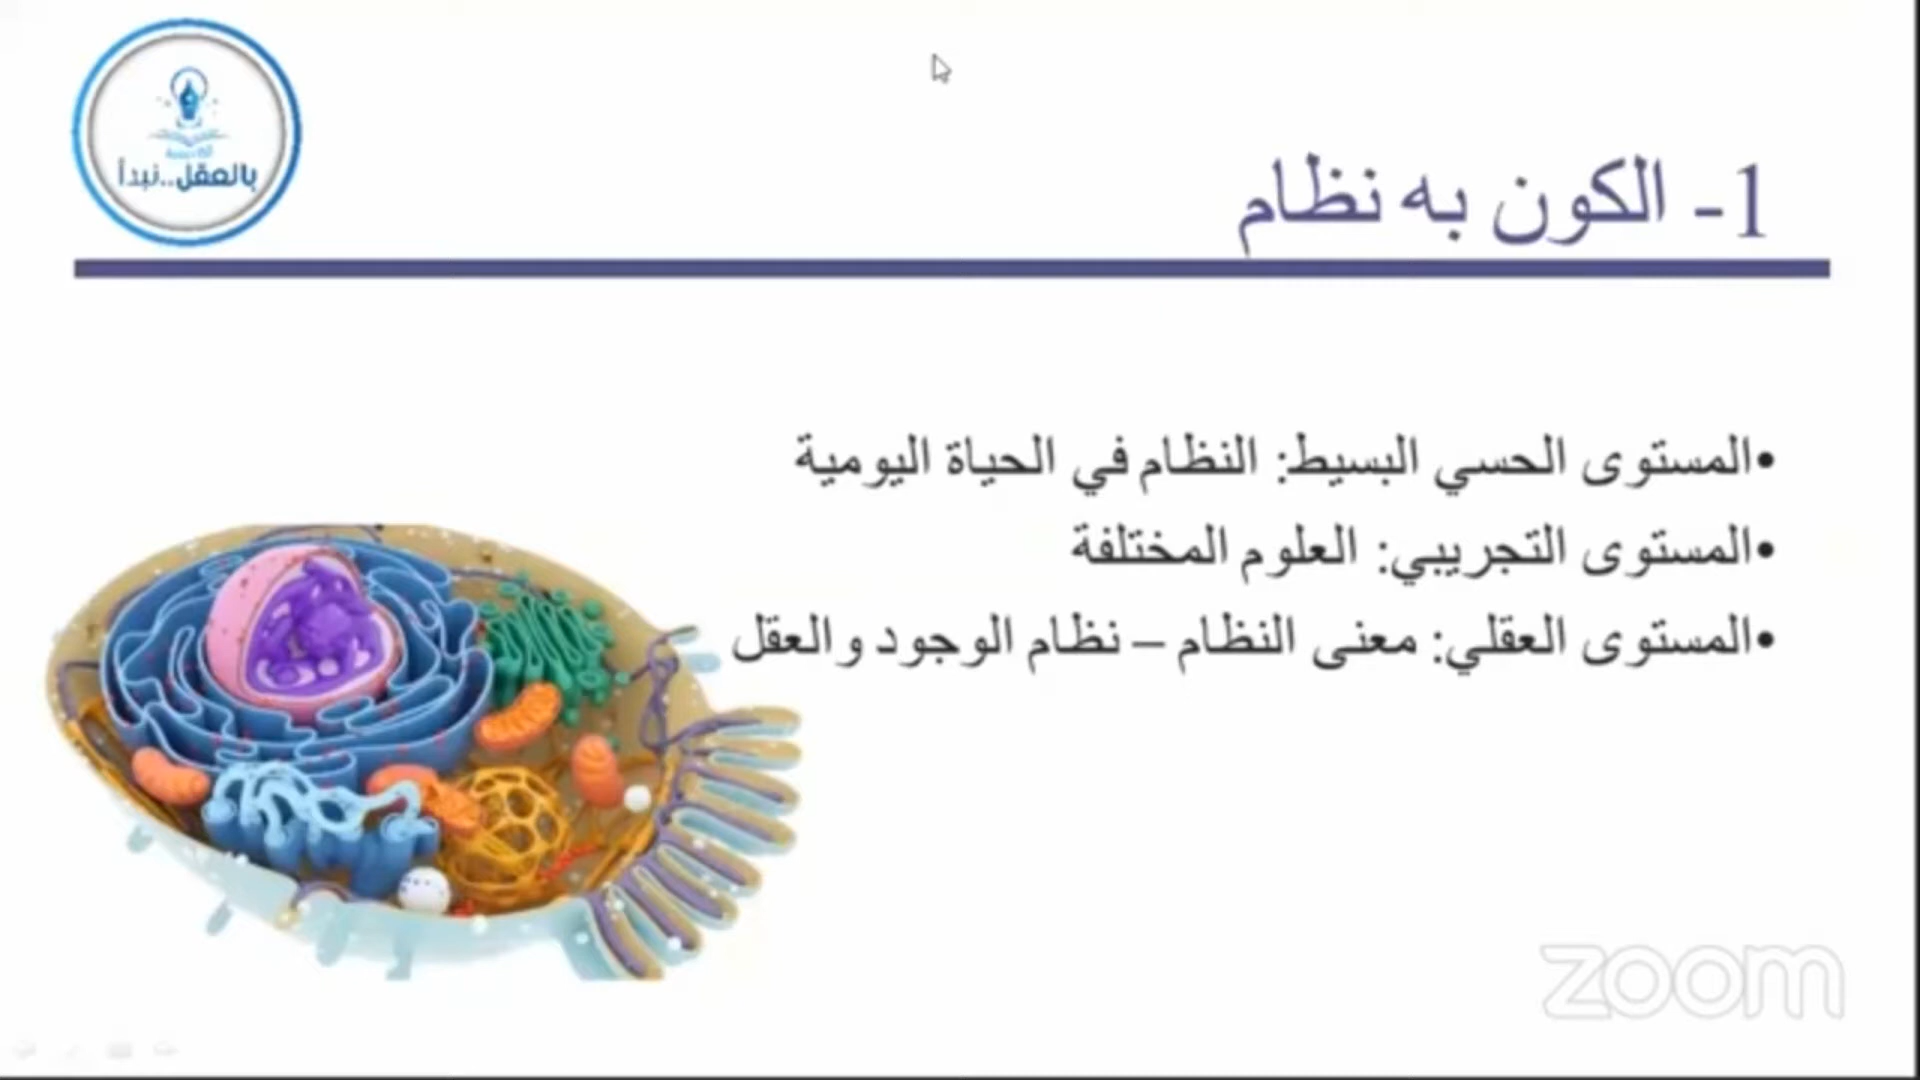 بالعقل..نبدأ
1- الكون به نظام
•المستوى الحسي البسيط: النظام في الحياة اليومية
•المستوى التجريبي: العلوم المختلفة
•المستوى العقلي: معنى النظام – نظام الوجود والعقل
zoom